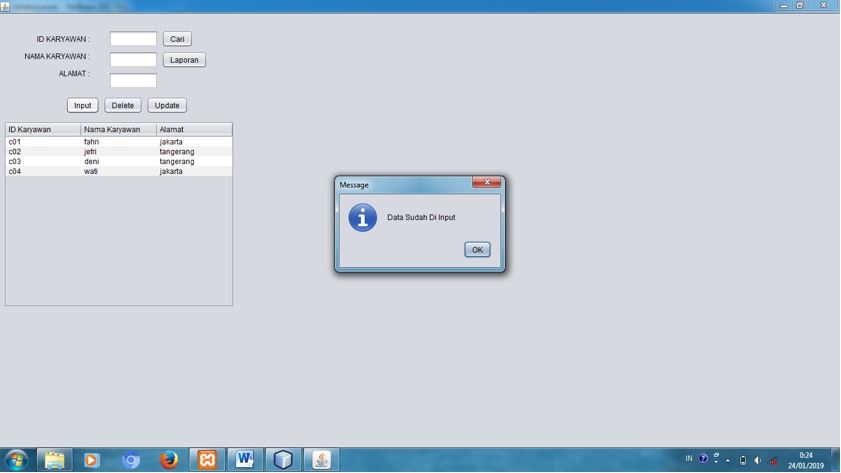 ID KARYAWAN :
Cari
NAMA KARYAWAN :
Laporan
ALAMAT :
Input Delete Update
ID Karyawan Nama Karyawan Alamat
c01 fahri jakarta
c02 jefri tangerang
c03 deni tangerang
c04 wati jakarta
Message
Data Sudah Di Input
OK
IN
0:24
24/01/2019